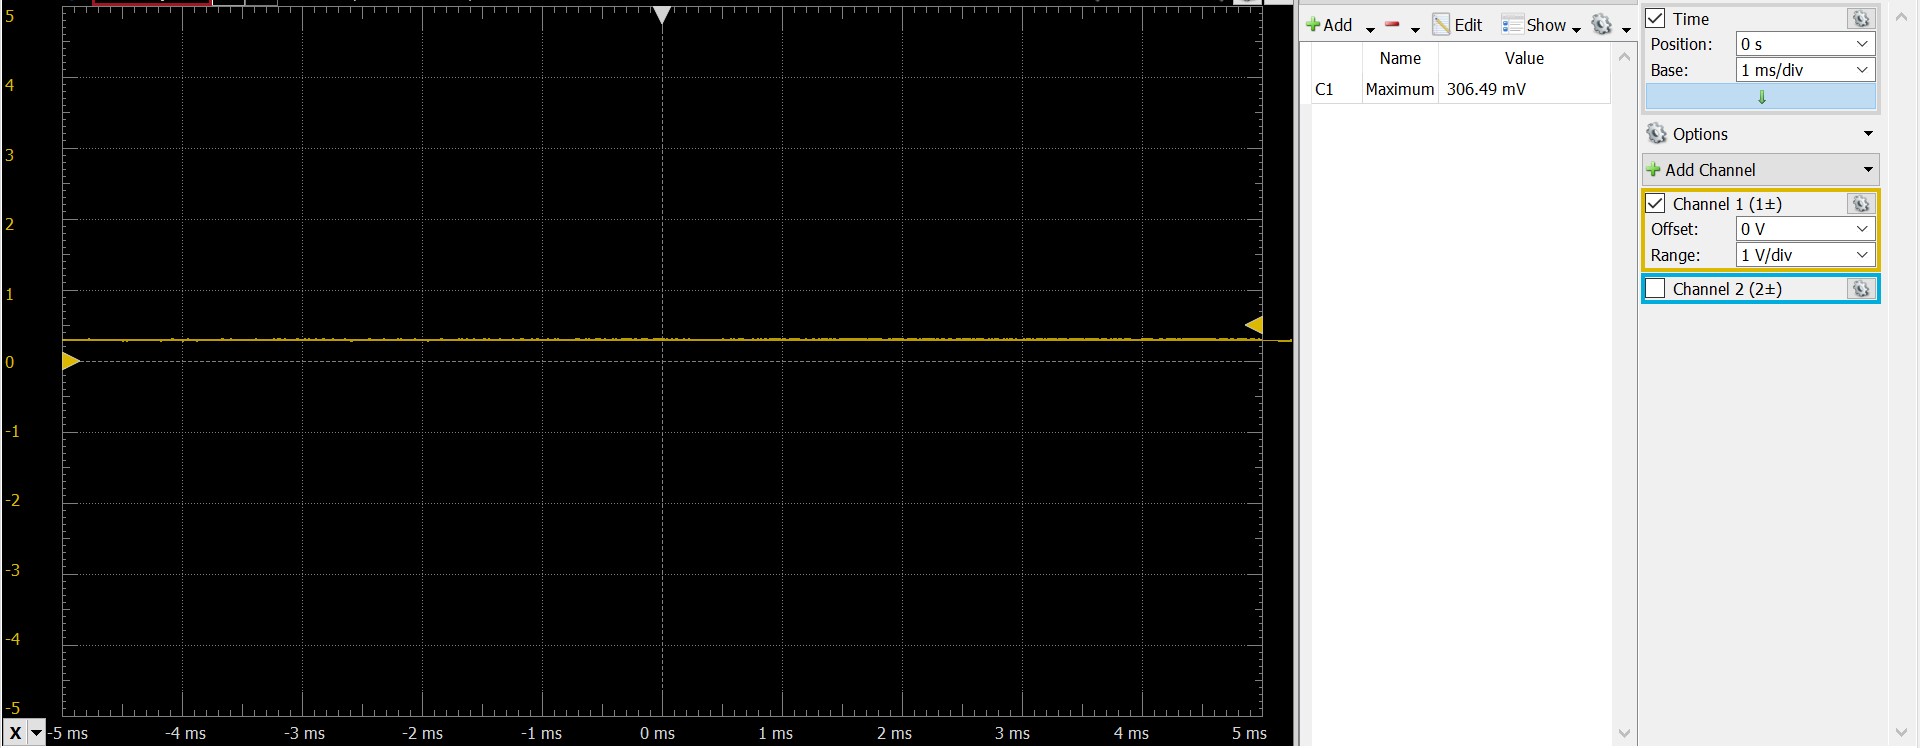 5
4
3
2
1
0
-1
-2
-3
-4
-5
X
-5 ms -4 ms -3 ms -2 ms -1 ms 0 ms 1 ms 2 ms 3 ms 4 ms 5 ms
Add Edit Show
Name Value
C1 Maximum 306.49 mV
Time
Position: 0 s
Base: 1 ms/div
Options
Add Channel
Channel 1 (1±)
Offset: 0 V
Range: 1 V/div
Channel 2 (2±)